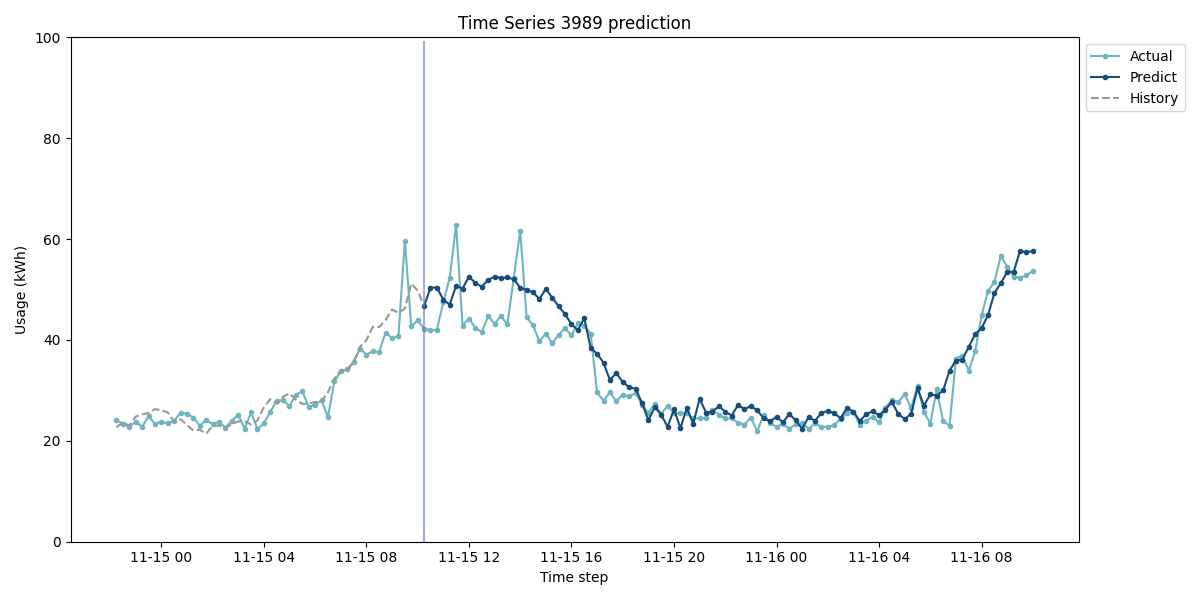 Time Series 3989 prediction
100
80
60
40
20
0
Usage (kWh)
11-15 00
11-15 04
11-15 08
11-15 12
11-15 16
11-15 20
11-16 00
11-16 04
11-16 08
Time step
Actual
Predict
History